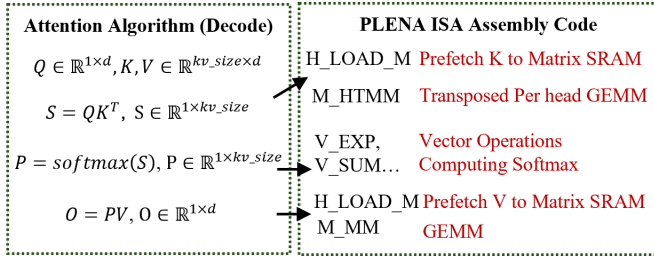 Attention Algorithm (Decode)
Q ∈ ℝ^{1×d}, K, V ∈ ℝ^{kv_size×d}
S = QK^T, S ∈ ℝ^{1×kv_size}
P = softmax(S), P ∈ ℝ^{1×kv_size}
O = PV, O ∈ ℝ^{1×d}
PLENA ISA Assembly Code
H_LOAD_M Prefetch K to Matrix SRAM
M_HTMM Transposed Per head GEMM
V_EXP, Vector Operations
V_SUM… Computing Softmax
H_LOAD_M Prefetch V to Matrix SRAM
M_MM GEMM